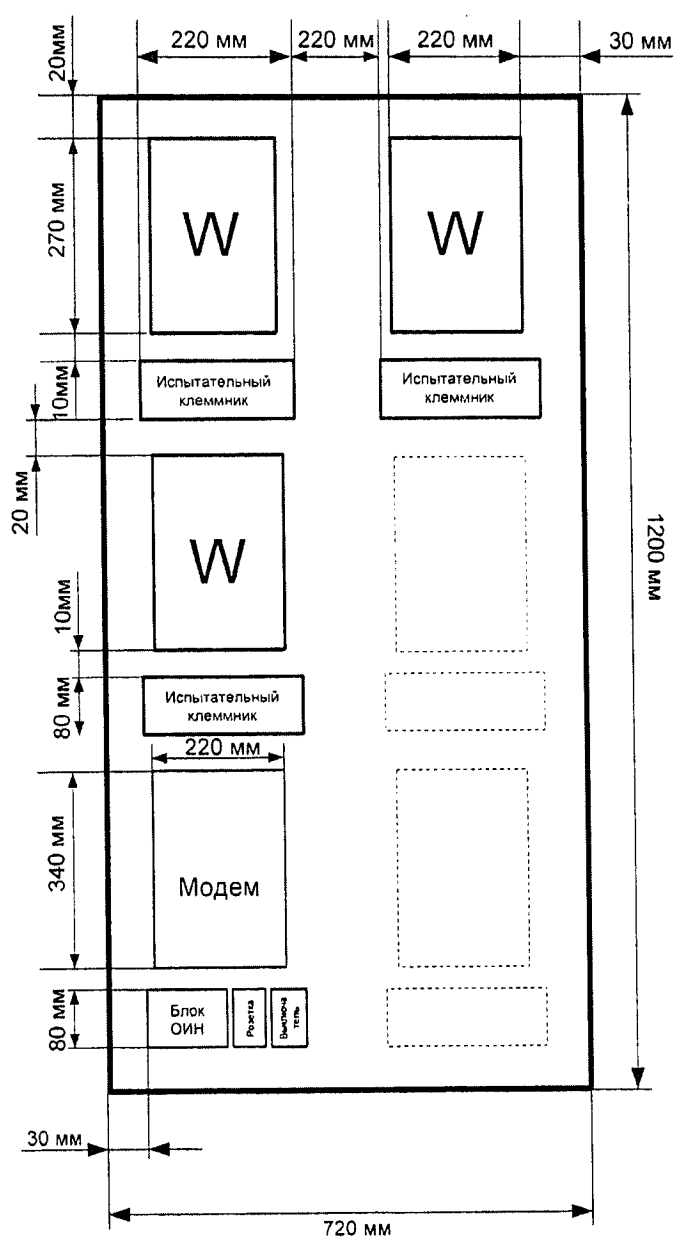 220 мм
220 мм
220 мм
30 мм
20мм
270 мм
W
W
10мм
Испытательный
клеммник
Испытательный
клеммник
20 мм
W
1200 мм
10мм
80 мм
Испытательный
клеммник
220 мм
340 мм
Модем
80 мм
Блок
ОИН
Розетка
Выключа
тель
30 мм
720 мм